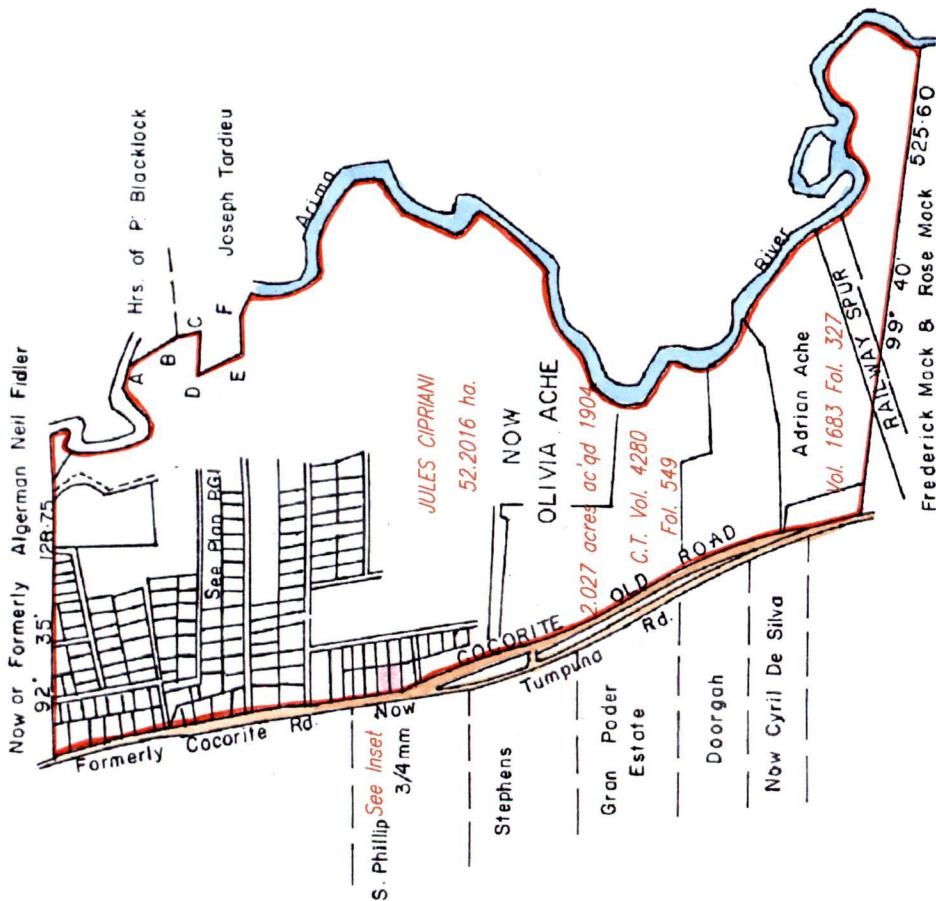 Now or Formerly Algerman Neil Fidler
92° 35' 128·75
Hrs. of P. Blacklock
Joseph Tardieu
A
B
C
D
E
F
Arima
River
See Plan PGI
JULES CIPRIANI
52.2016 ha.
NOW
OLIVIA ACHE
2.027 acres ac'qd 1904
C.T. Vol. 4280
Fol. 549
Formerly Cocorite Rd.
Now
Tumpuna Rd.
COCORITE OLD ROAD
S. Phillip
See Inset
3/4 mm
Stephens
Gran Poder
Estate
Doorgah
Now Cyril De Silva
Adrian Ache
Vol. 1683 Fol. 327
RAILWAY SPUR
99° 40' 525·60
Frederick Mack & Rose Mack